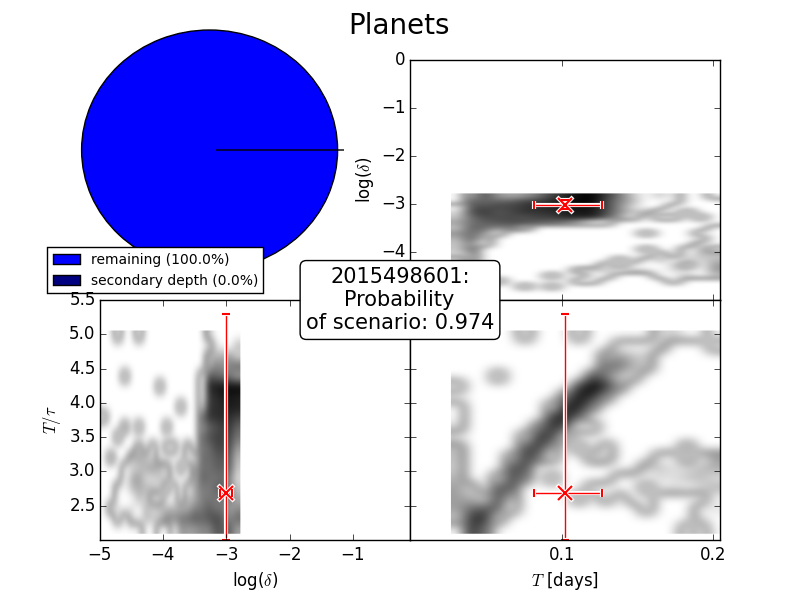 Planets
remaining (100.0%)
secondary depth (0.0%)
0
−1
−2
−3
−4
log(δ)
2015498601:
Probability
of scenario: 0.974
5.5
5.0
4.5
4.0
3.5
3.0
2.5
T/τ
−5 −4 −3 −2 −1
log(δ)
0.1 0.2
T [days]